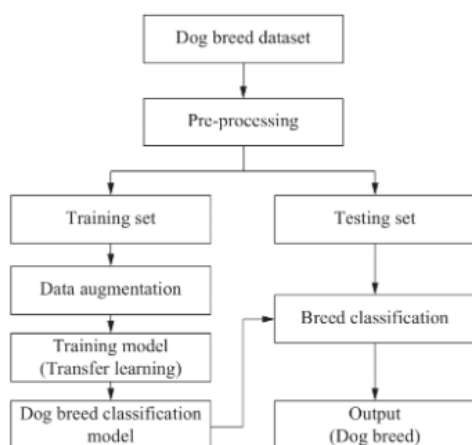 Dog breed dataset
Pre-processing
Training set
Testing set
Data augmentation
Breed classification
Training model
(Transfer learning)
Dog breed classification
model
Output
(Dog breed)